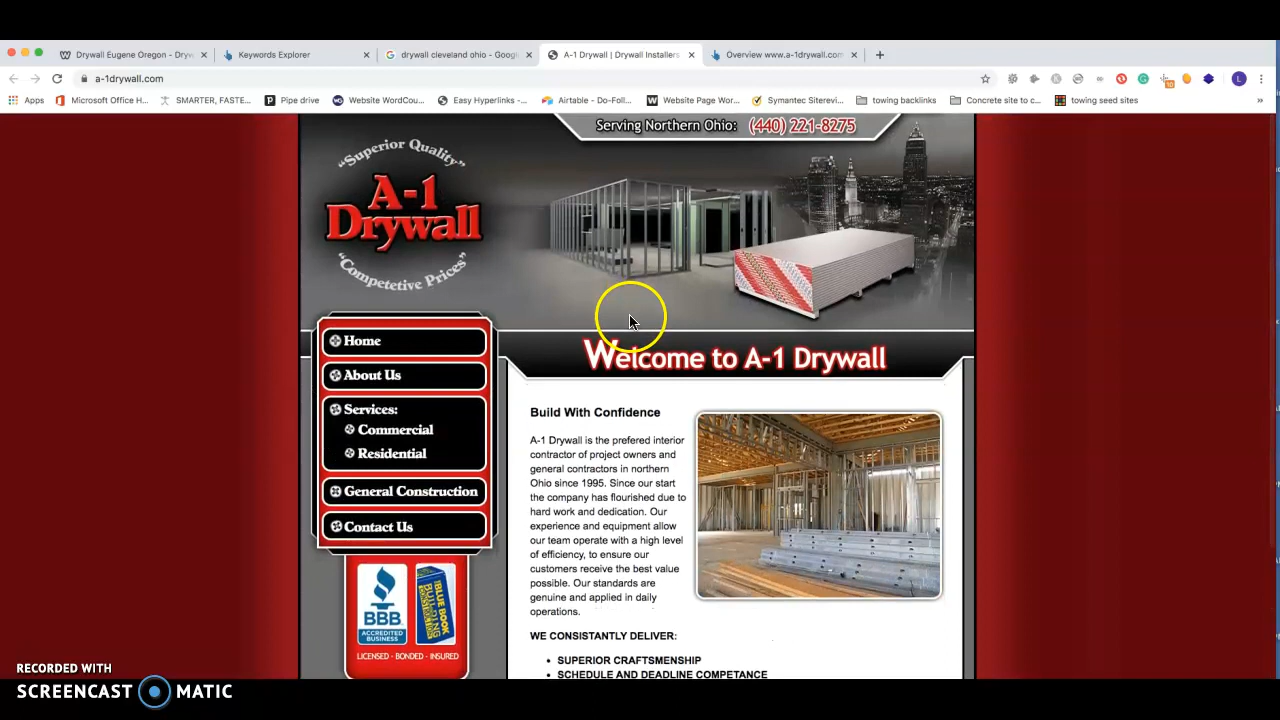 Drywall Eugene Oregon - Dryw
Keywords Explorer
drywall cleveland ohio - Googl
A-1 Drywall | Drywall Installers
Overview www.a-1drywall.com
a-1drywall.com
L
Apps
Microsoft Office H...
SMARTER, FASTE...
Pipe drive
Website WordCou...
Easy Hyperlinks -...
Airtable - Do-Foll...
Website Page Wor...
Symantec Siterevi...
towing backlinks
Concrete site to c...
towing seed sites
»
Serving Northern Ohio: (440) 221-8275
"Superior Quality"
A-1
Drywall
"Competetive Prices"
Home
About Us
Services:
Commercial
Residential
General Construction
Contact Us
BBB
ACCREDITED
BUSINESS
BLUE BOOK
LICENSED - BONDED - INSURED
Welcome to A-1 Drywall
Build With Confidence
A-1 Drywall is the prefered interior
contractor of project owners and
general contractors in northern
Ohio since 1995. Since our start
the company has flourished due to
hard work and dedication. Our
experience and equipment allow
our team operate with a high level
of efficiency, to ensure our
customers receive the best value
possible. Our standards are
genuine and applied in daily
operations.
WE CONSISTANTLY DELIVER:
• SUPERIOR CRAFTSMENSHIP
• SCHEDULE AND DEADLINE COMPETANCE
RECORDED WITH
SCREENCAST MATIC